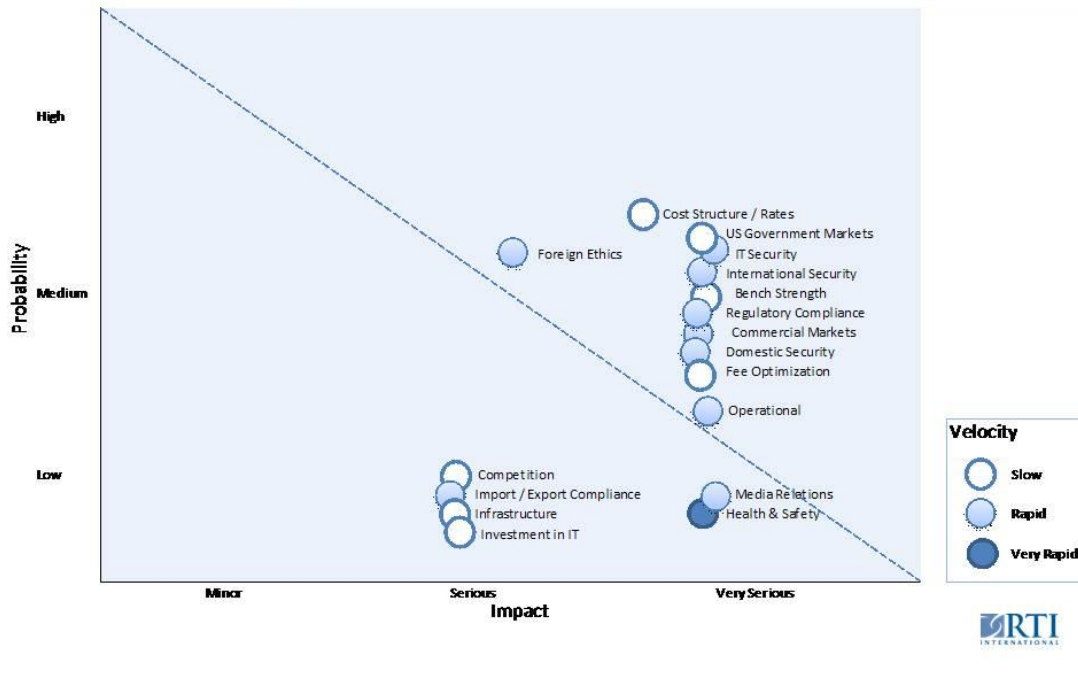 High
Cost Structure / Rates
US Government Markets
Foreign Ethics
IT Security
International Security
Medium
Bench Strength
Probability
Regulatory Compliance
Commercial Markets
Domestic Security
Fee Optimization
Operational
Velocity
Low
Competition
Slow
Import / Export Compliance
Media Relations
Infrastructure
Health & Safety
Rapid
Investment in IT
Very Rapid
Minor
Serious
Very Serious
Impact
RTI
INTERNATIONAL